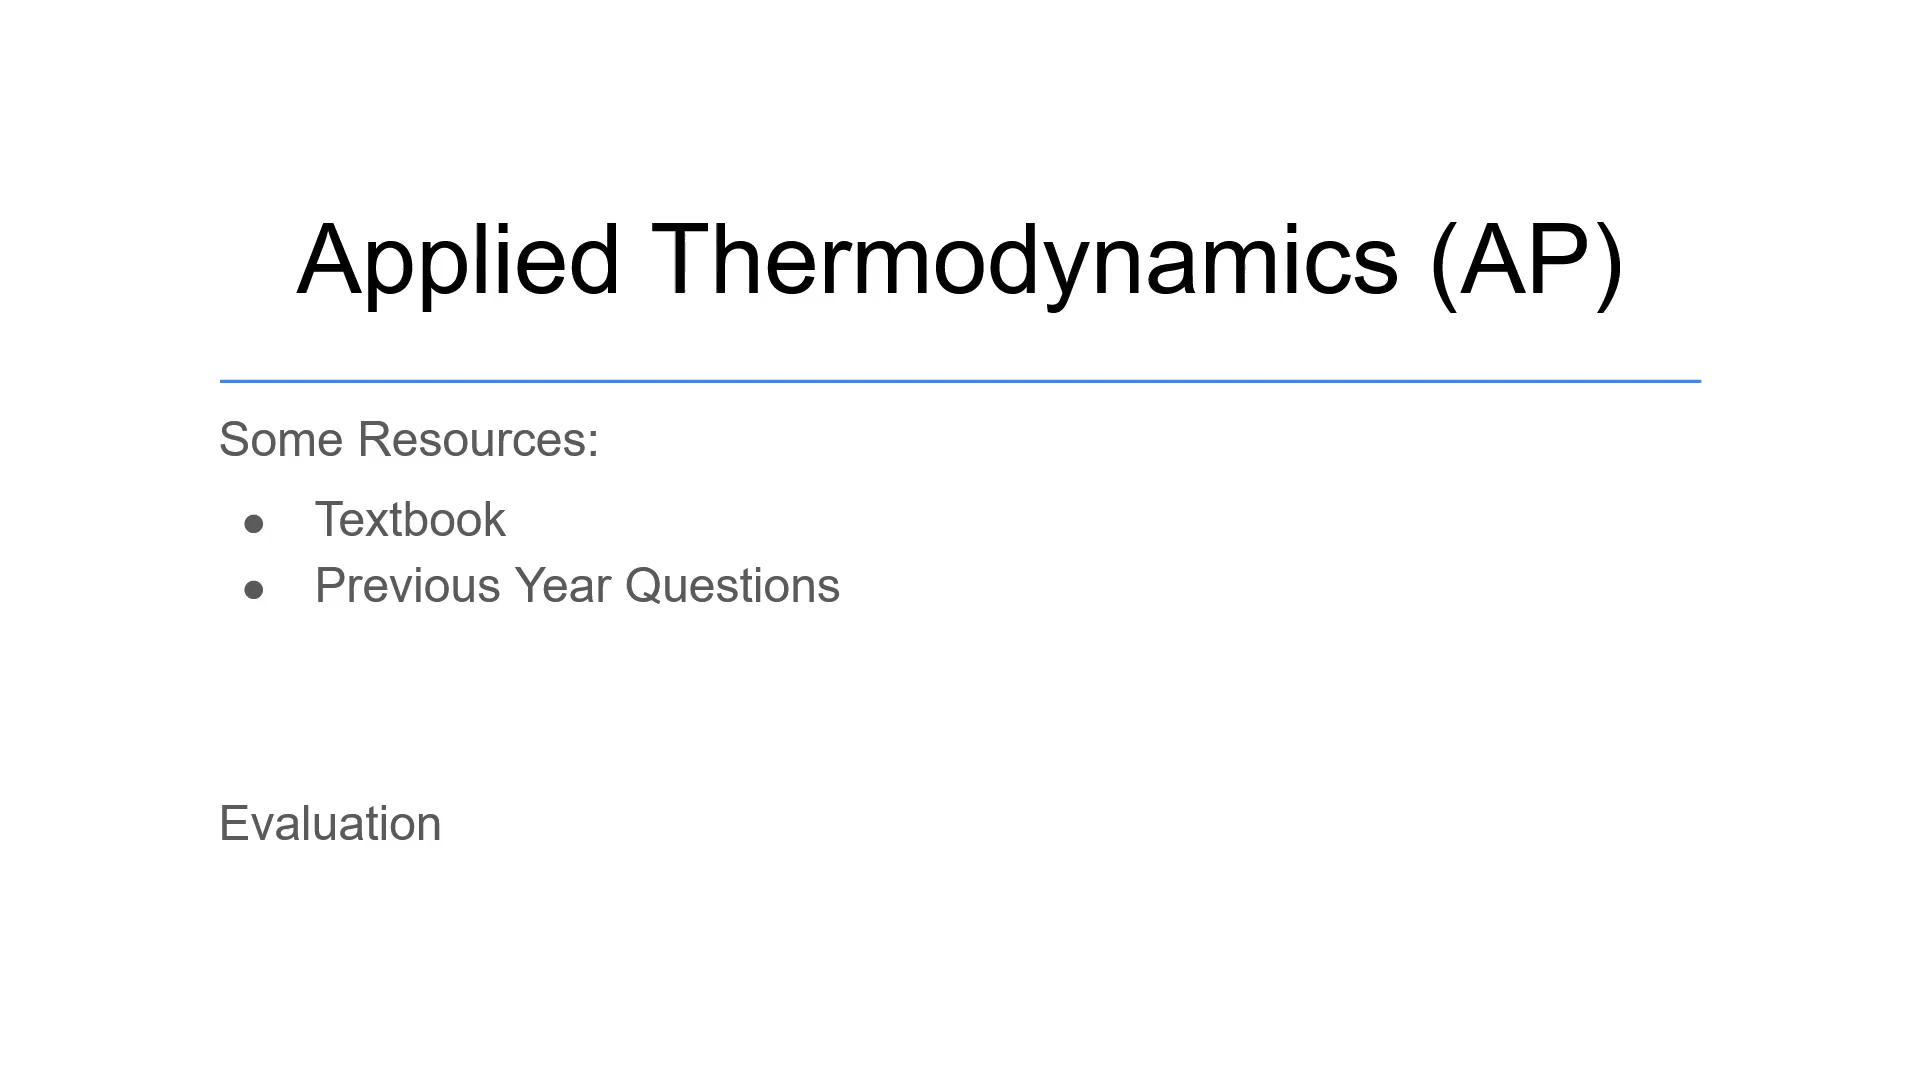 Applied Thermodynamics (AP)
Some Resources:
● Textbook
● Previous Year Questions
Evaluation